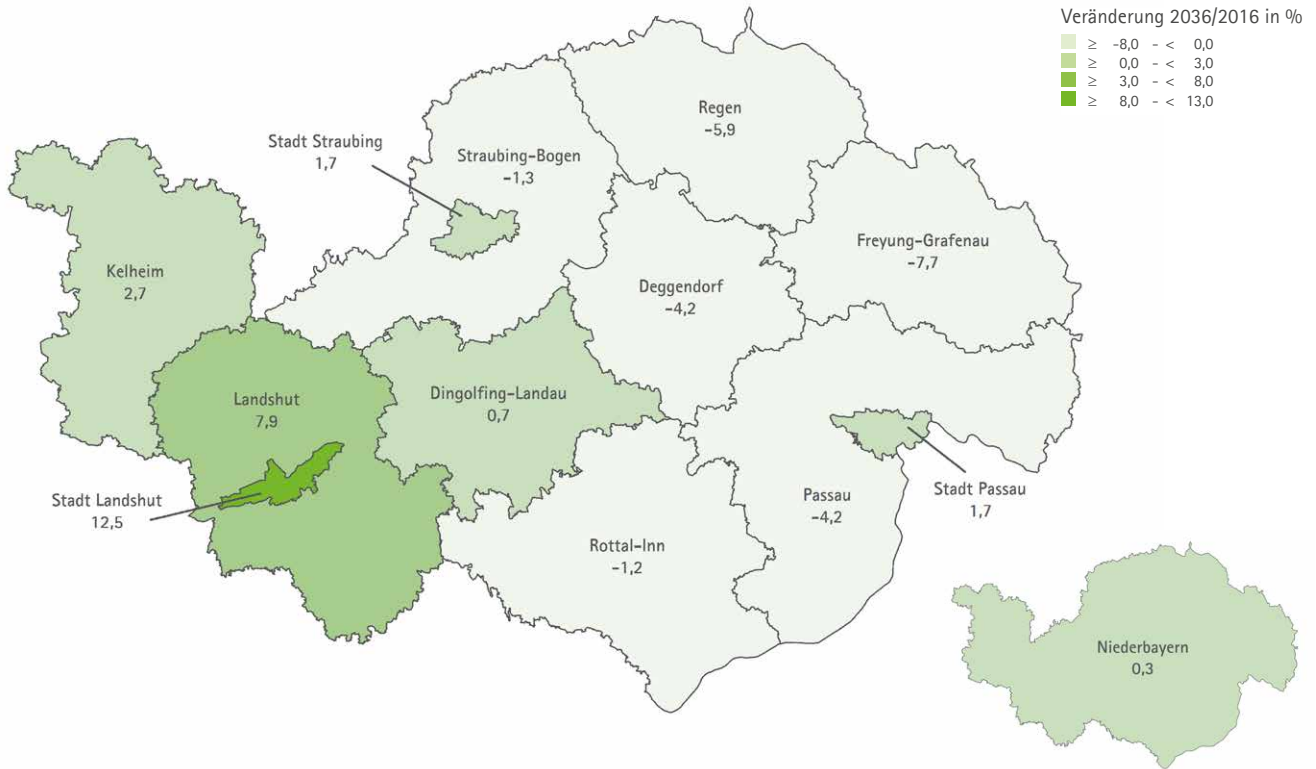 Veränderung 2036/2016 in %
≥ -8,0 - < 0,0
≥ 0,0 - < 3,0
≥ 3,0 - < 8,0
≥ 8,0 - < 13,0
Regen
-5,9
Stadt Straubing
1,7
Straubing-Bogen
-1,3
Freyung-Grafenau
-7,7
Kelheim
2,7
Deggendorf
-4,2
Landshut
7,9
Dingolfing-Landau
0,7
Stadt Landshut
12,5
Passau
-4,2
Stadt Passau
1,7
Rottal-Inn
-1,2
Niederbayern
0,3